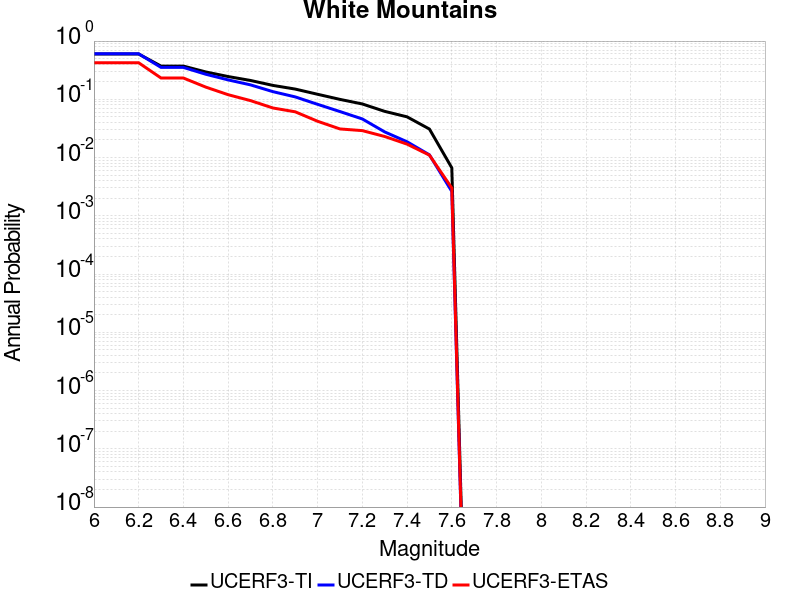 White Mountains
10^0
10^-1
10^-2
10^-3
10^-4
10^-5
10^-6
10^-7
10^-8
Annual Probability
6 6.2 6.4 6.6 6.8 7 7.2 7.4 7.6 7.8 8 8.2 8.4 8.6 8.8 9
Magnitude
UCERF3-TI UCERF3-TD UCERF3-ETAS